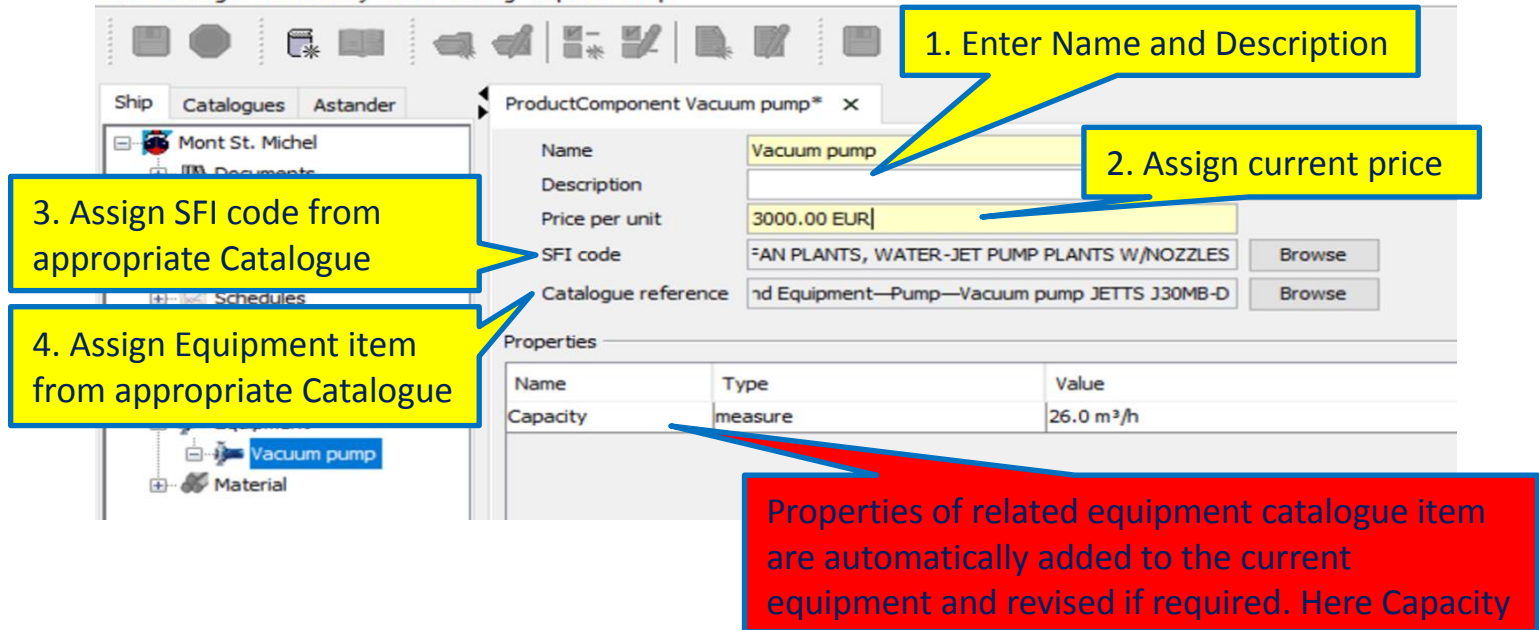 1. Enter Name and Description
Ship Catalogues Astander
ProductComponent Vacuum pump* X
Mont St. Michel
Documents
Name Vacuum pump
2. Assign current price
Description
3. Assign SFI code from
appropriate Catalogue
Price per unit 3000.00 EUR
SFI code FAN PLANTS, WATER-JET PUMP PLANTS W/NOZZLES Browse
Schedules
Catalogue reference nd Equipment—Pump—Vacuum pump JETTS J30MB-D Browse
4. Assign Equipment item
from appropriate Catalogue
Properties
Name Type Value
Capacity measure 26.0 m³/h
Equipment
Vacuum pump
Material
Properties of related equipment catalogue item
are automatically added to the current
equipment and revised if required. Here Capacity